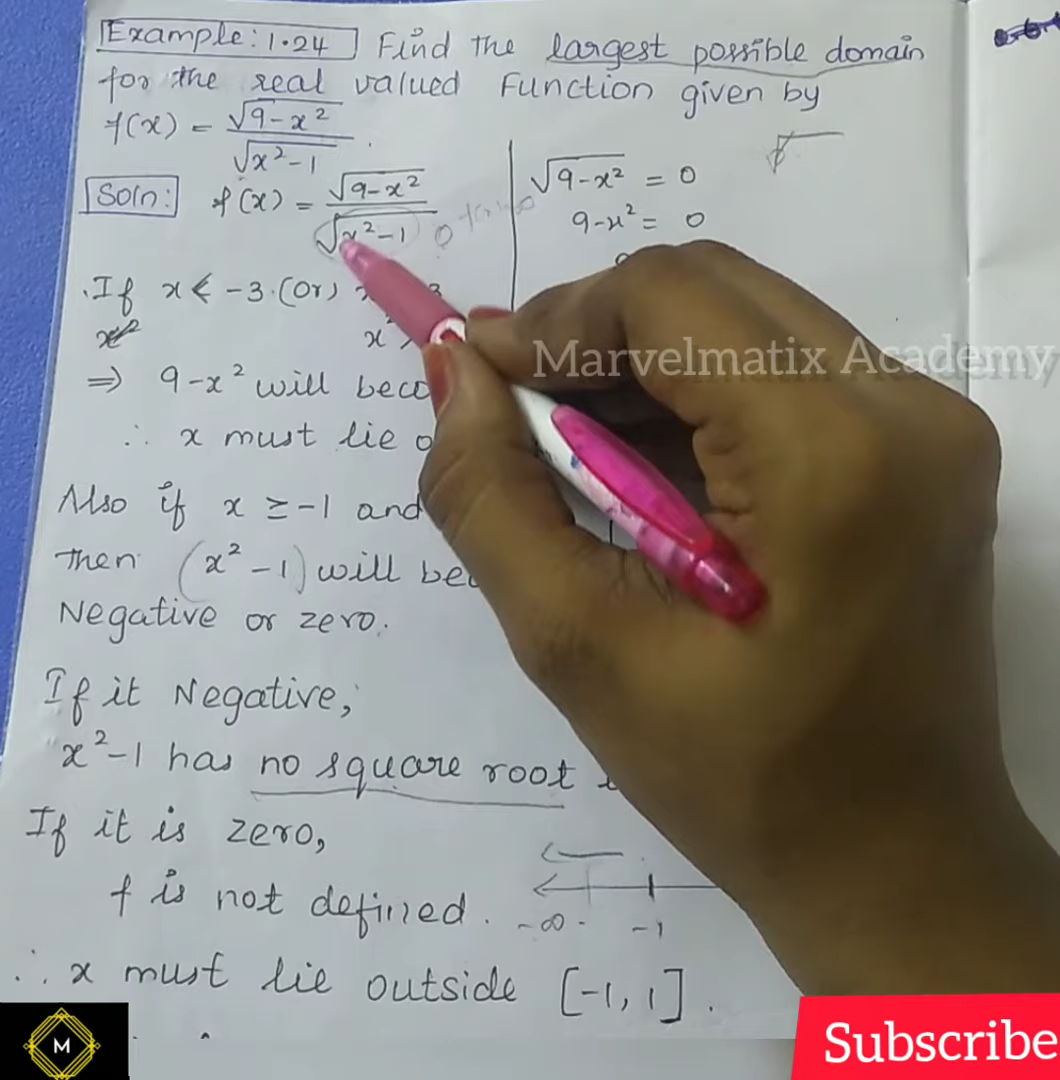 Example: 1.24 Find the largest possible domain
for the real valued Function given by
f(x) = √9-x² / √x²-1 .
Soln: f(x) = √9-x² / √x²-1
√9-x² = 0
9-x² = 0
If x < -3 (or)
⇒ 9-x² will
∴ x must lie
Also if x ≥ -1 and
Then (x²-1) will
Negative or zero.
If it Negative,
x²-1 has no square root
If it is zero,
f is not defined.
-∞ -1
∴ x must lie outside [-1, 1].
Marvelmatix Academy
M
Subscribe